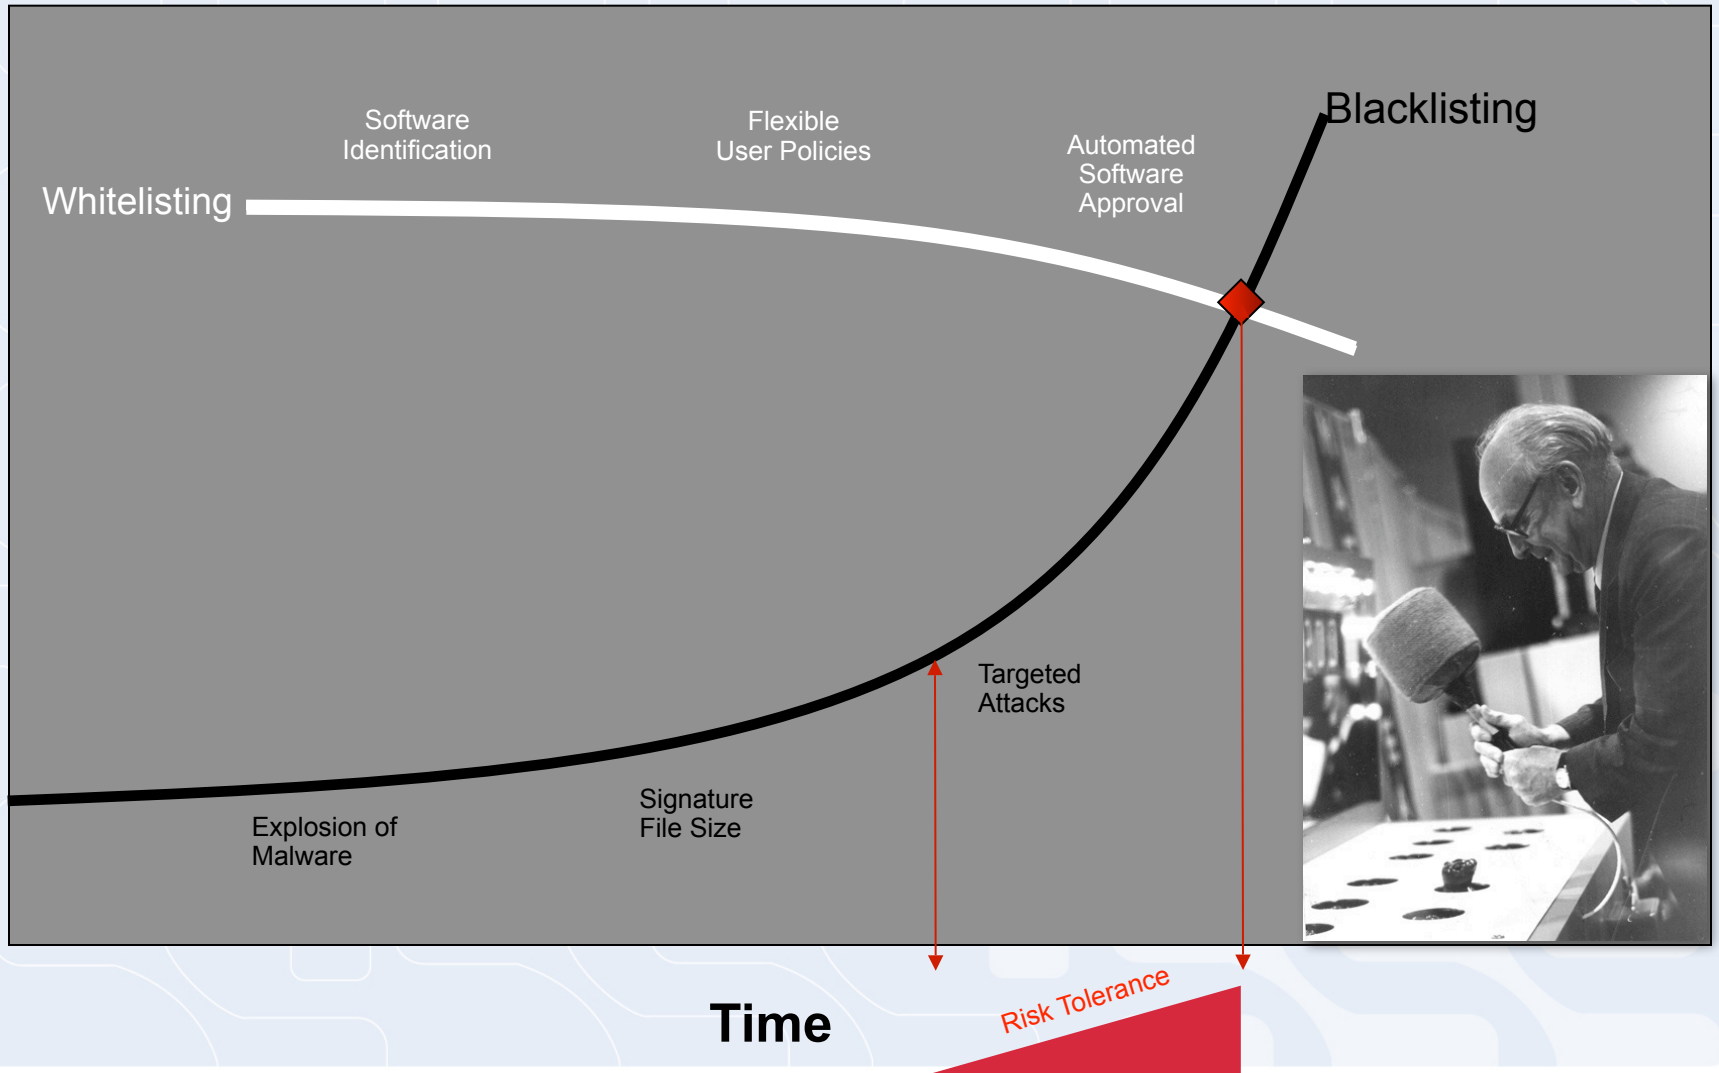 Blacklisting
Software
Identification
Flexible
User Policies
Automated
Software
Approval
Whitelisting
Targeted
Attacks
Signature
File Size
Explosion of
Malware
Time
Risk Tolerance